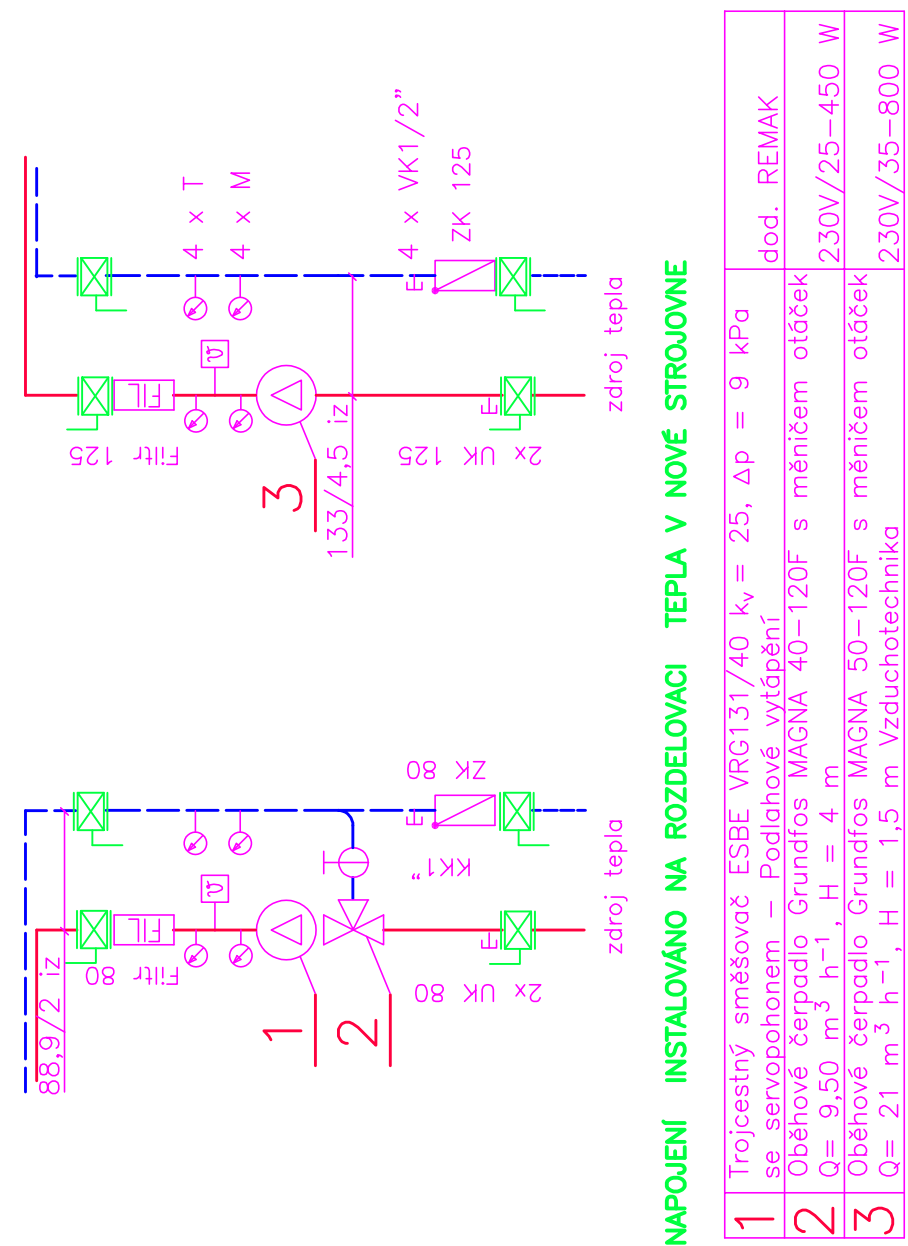 4 x T
4 x M
4 x VK1/2”
ZK 125
FIL
ϑ
Filtr 125
2x UK 125
3
133/4,5 iz
zdroj tepla
88,9/2 iz
FIL
ϑ
Filtr 80
2x UK 80
1
2
KK1”
ZK 80
zdroj tepla
NAPOJENÍ INSTALOVÁNO NA ROZDELOVACI TEPLA V NOVÉ STROJOVNE
1 Trojcestný směšovač ESBE VRG131/40 kv = 25, Δp = 9 kPa dod. REMAK
se servopohonem – Podlahové vytápění
2 Oběhové čerpadlo Grundfos MAGNA 40–120F s měničem otáček 230V/25–450 W
Q= 9,50 m³ h⁻¹, H = 4 m
3 Oběhové čerpadlo Grundfos MAGNA 50–120F s měničem otáček 230V/35–800 W
Q= 21 m³ h⁻¹, H = 1,5 m Vzduchotechnika